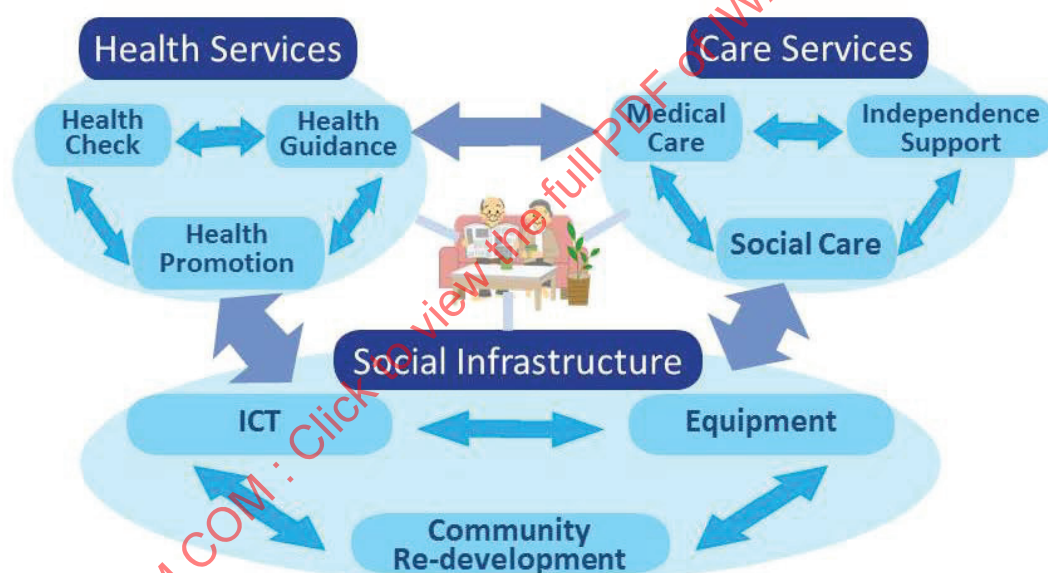 Health Services
Care Services
Health
Check
Health
Guidance
Medical
Care
Independence
Support
Health
Promotion
Social Care
Social Infrastructure
ICT
Equipment
Community
Re-development
M COM : Click to view the full PDF of IW